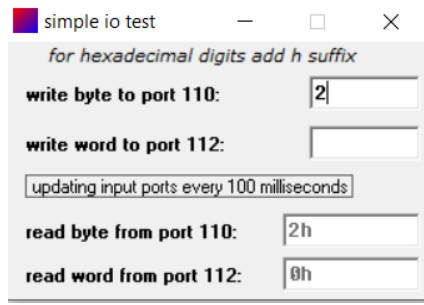 simple io test
for hexadecimal digits add h suffix
write byte to port 110: 2
write word to port 112:
updating input ports every 100 milliseconds
read byte from port 110: 2h
read word from port 112: 0h